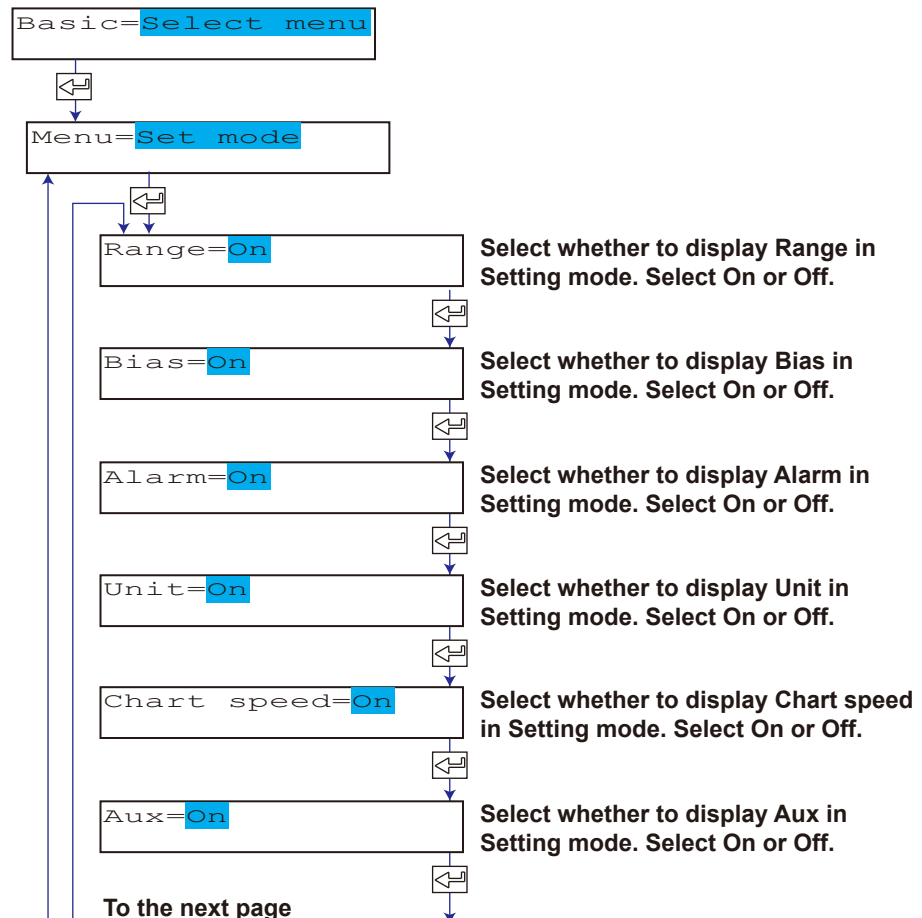 Basic=Select menu
Menu=Set mode
Range=On
Select whether to display Range in
Setting mode. Select On or Off.
Bias=On
Select whether to display Bias in
Setting mode. Select On or Off.
Alarm=On
Select whether to display Alarm in
Setting mode. Select On or Off.
Unit=On
Select whether to display Unit in
Setting mode. Select On or Off.
Chart speed=On
Select whether to display Chart speed
in Setting mode. Select On or Off.
Aux=On
Select whether to display Aux in
Setting mode. Select On or Off.
To the next page